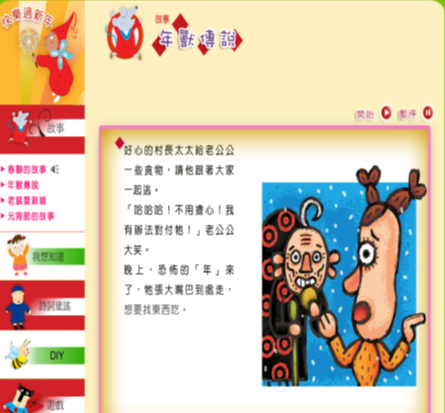 快樂過新年
故事
年獸傳說
開始
暫停
故事
春聯的故事
年獸傳說
老鼠娶新娘
元宵節的故事
我想知道
詩詞童謠
DIY
遊戲
好心的村長太太給老公公
一些食物，請他跟著大家
一起逃。
「哈哈哈！不用擔心！我
有辦法對付牠！」老公公
大笑。
晚上，恐怖的「年」來
了，牠張大嘴巴到處走，
想要找東西吃。